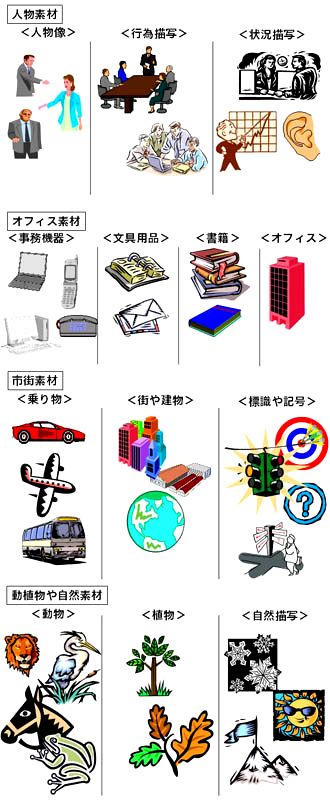 人物素材
＜人物像＞ ＜行為描写＞ ＜状況描写＞
オフィス素材
＜事務機器＞ ＜文具用品＞ ＜書籍＞ ＜オフィス＞
市街素材
＜乗り物＞ ＜街や建物＞ ＜標識や記号＞
?
動植物や自然素材
＜動物＞ ＜植物＞ ＜自然描写＞